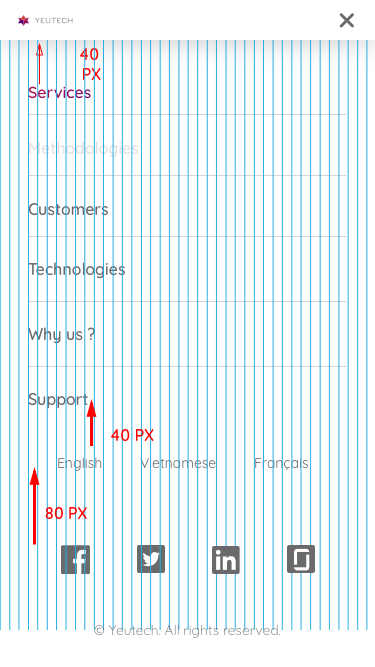 YEUTECH
40
PX
Services
Methodologies
Customers
Technologies
Why us ?
Support
40 PX
English Vietnamese Français
80 PX
© Yeutech. All rights reserved.